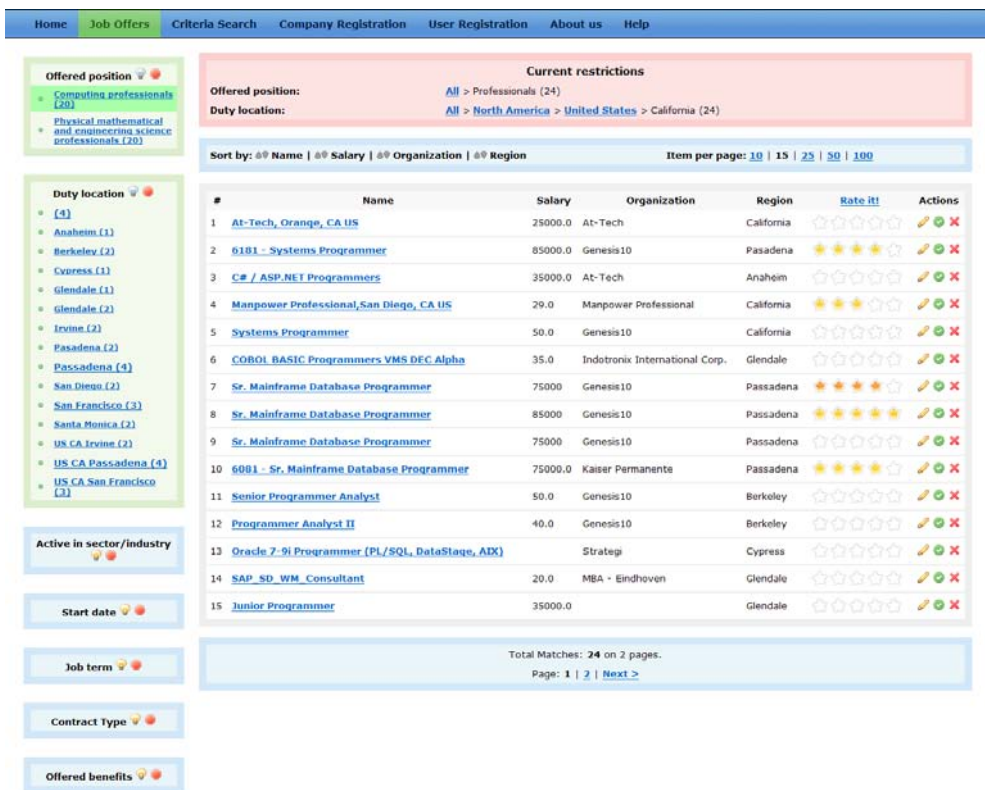 Home Job Offers Criteria Search Company Registration User Registration About us Help
Offered position
Computing professionals
(20)
Physical mathematical
and engineering science
professionals (20)
Duty location
(4)
Anaheim (1)
Berkeley (2)
Cypress (1)
Glendale (1)
Glendale (2)
Irvine (2)
Pasadena (2)
Passadena (4)
San Diego (2)
San Francisco (3)
Santa Monica (2)
US CA Irvine (2)
US CA Passadena (4)
US CA San Francisco
(3)
Active in sector/industry
Start date
Job term
Contract Type
Offered benefits
Current restrictions
Offered position: All > Professionals (24)
Duty location: All > North America > United States > California (24)
Sort by: Name | Salary | Organization | Region Item per page: 10 | 15 | 25 | 50 | 100
# Name Salary Organization Region Rate it! Actions
1 At-Tech, Orange, CA US 25000.0 At-Tech California
2 6181 - Systems Programmer 85000.0 Genesis10 Pasadena
3 C# / ASP.NET Programmers 35000.0 At-Tech Anaheim
4 Manpower Professional,San Diego, CA US 29.0 Manpower Professional California
5 Systems Programmer 50.0 Genesis10 California
6 COBOL BASIC Programmers VMS DEC Alpha 35.0 Indotronix International Corp. Glendale
7 Sr. Mainframe Database Programmer 75000 Genesis10 Passadena
8 Sr. Mainframe Database Programmer 85000 Genesis10 Passadena
9 Sr. Mainframe Database Programmer 75000 Genesis10 Passadena
10 6081 - Sr. Mainframe Database Programmer 75000.0 Kaiser Permanente Passadena
11 Senior Programmer Analyst 50.0 Genesis10 Berkeley
12 Programmer Analyst II 40.0 Genesis10 Berkeley
13 Oracle 7-9i Programmer (PL/SQL, DataStage, AIX) Strategi Cypress
14 SAP_SD_WM_Consultant 20.0 MBA - Eindhoven Glendale
15 Junior Programmer 35000.0 Glendale
Total Matches: 24 on 2 pages.
Page: 1 | 2 | Next >